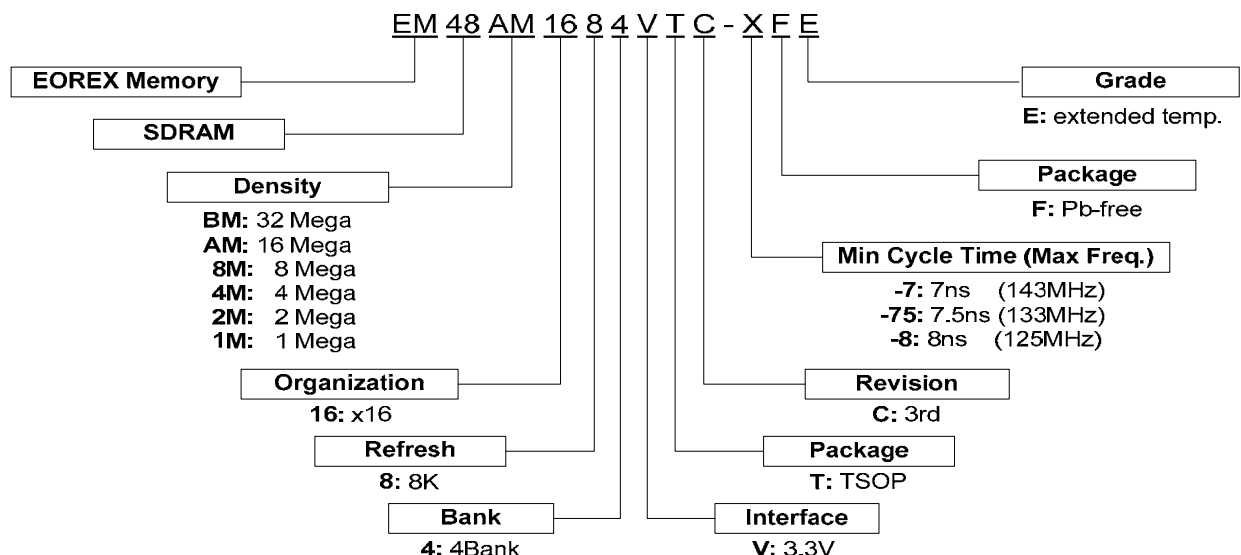 EM 48 AM 16 8 4 V T C - X F E
EOREX Memory
SDRAM
Density
BM: 32 Mega
AM: 16 Mega
8M: 8 Mega
4M: 4 Mega
2M: 2 Mega
1M: 1 Mega
Organization
16: x16
Refresh
8: 8K
Bank
4: 4Bank
Grade
E: extended temp.
Package
F: Pb-free
Min Cycle Time (Max Freq.)
-7: 7ns (143MHz)
-75: 7.5ns (133MHz)
-8: 8ns (125MHz)
Revision
C: 3rd
Package
T: TSOP
Interface
V: 3.3V